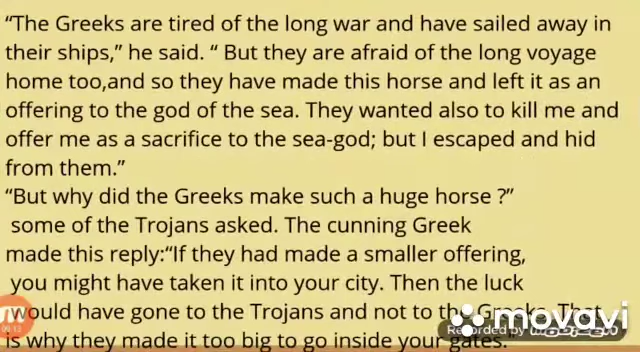 “The Greeks are tired of the long war and have sailed away in
their ships,” he said. “ But they are afraid of the long voyage
home too,and so they have made this horse and left it as an
offering to the god of the sea. They wanted also to kill me and
offer me as a sacrifice to the sea-god; but I escaped and hid
from them.”
“But why did the Greeks make such a huge horse ?”
some of the Trojans asked. The cunning Greek
made this reply:“If they had made a smaller offering,
you might have taken it into your city. Then the luck
would have gone to the Trojans and not to the Greeks. That
is why they made it too big to go inside your gates.”
movavi
Recorded by